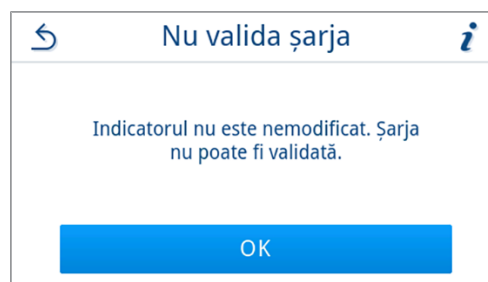 Nu valida șarja
Indicatorul nu este nemodificat. Șarja
nu poate fi validată.
OK